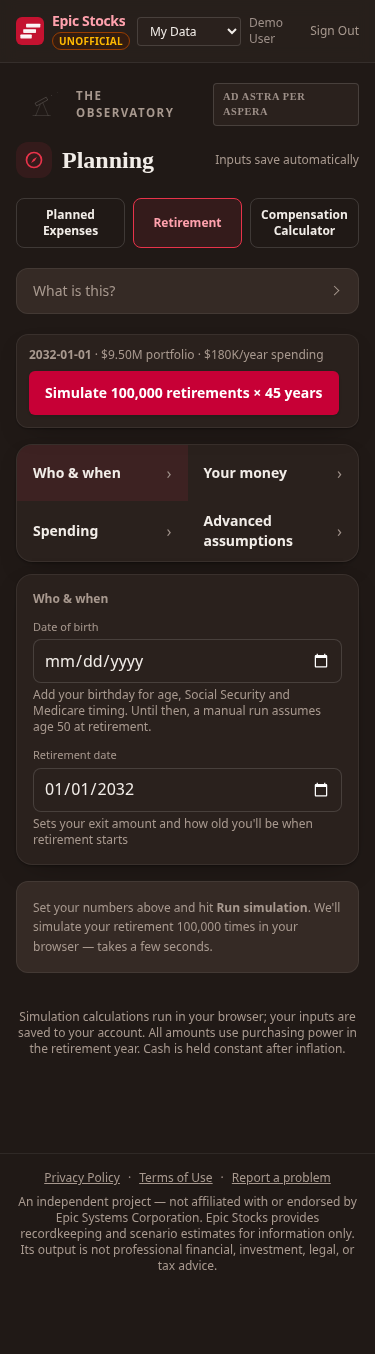 Epic Stocks
UNOFFICIAL
My Data
Demo
User
Sign Out
THE
OBSERVATORY
AD ASTRA PER
ASPERA
Planning
Inputs save automatically
Planned
Expenses
Retirement
Compensation
Calculator
What is this?
2032-01-01 · $9.50M portfolio · $180K/year spending
Simulate 100,000 retirements × 45 years
Who & when
Your money
Spending
Advanced
assumptions
Who & when
Date of birth
mm/dd/yyyy
Add your birthday for age, Social Security and
Medicare timing. Until then, a manual run assumes
age 50 at retirement.
Retirement date
01/01/2032
Sets your exit amount and how old you'll be when
retirement starts
Set your numbers above and hit Run simulation. We'll
simulate your retirement 100,000 times in your
browser — takes a few seconds.
Simulation calculations run in your browser; your inputs are
saved to your account. All amounts use purchasing power in
the retirement year. Cash is held constant after inflation.
Privacy Policy · Terms of Use · Report a problem
An independent project — not affiliated with or endorsed by
Epic Systems Corporation. Epic Stocks provides
recordkeeping and scenario estimates for information only.
Its output is not professional financial, investment, legal, or
tax advice.